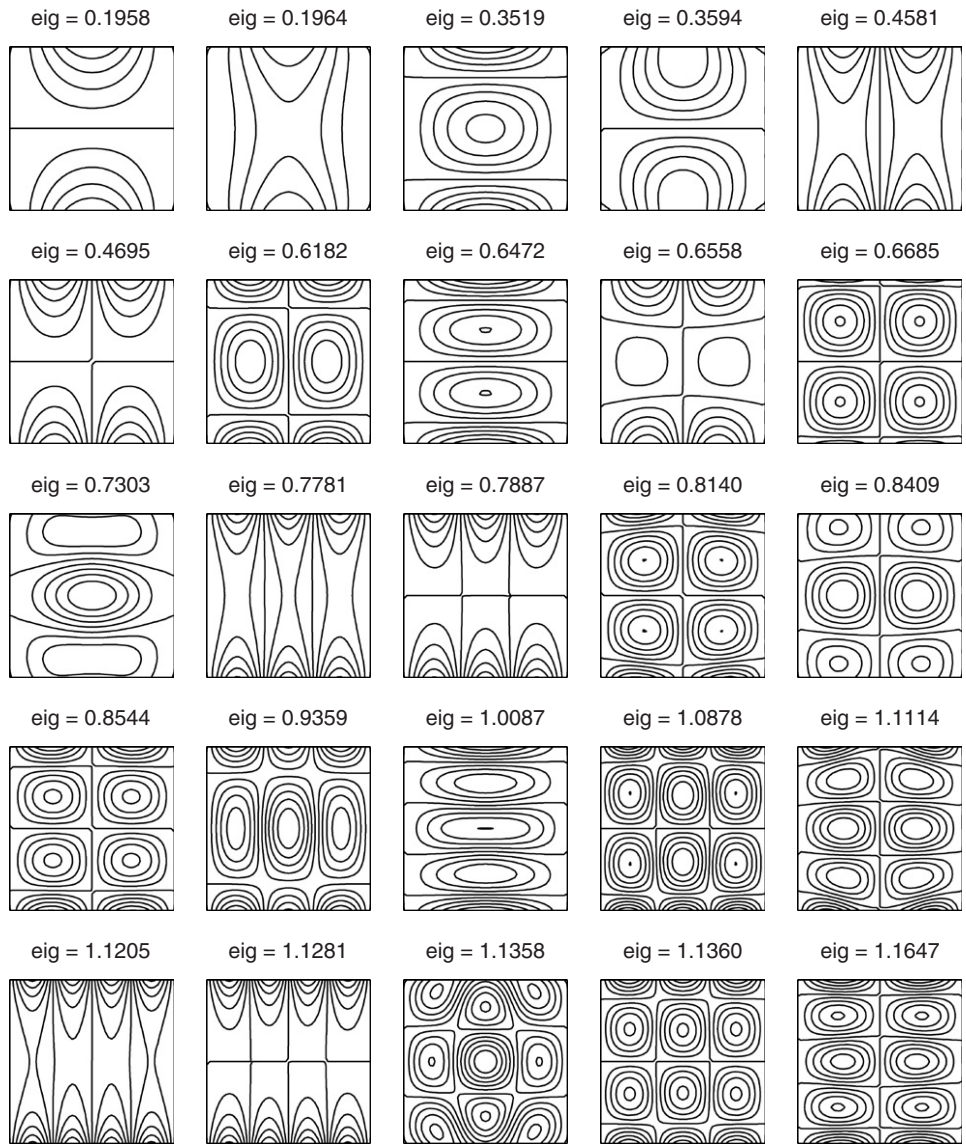 eig = 0.1958 eig = 0.1964 eig = 0.3519 eig = 0.3594 eig = 0.4581
eig = 0.4695 eig = 0.6182 eig = 0.6472 eig = 0.6558 eig = 0.6685
eig = 0.7303 eig = 0.7781 eig = 0.7887 eig = 0.8140 eig = 0.8409
eig = 0.8544 eig = 0.9359 eig = 1.0087 eig = 1.0878 eig = 1.1114
eig = 1.1205 eig = 1.1281 eig = 1.1358 eig = 1.1360 eig = 1.1647